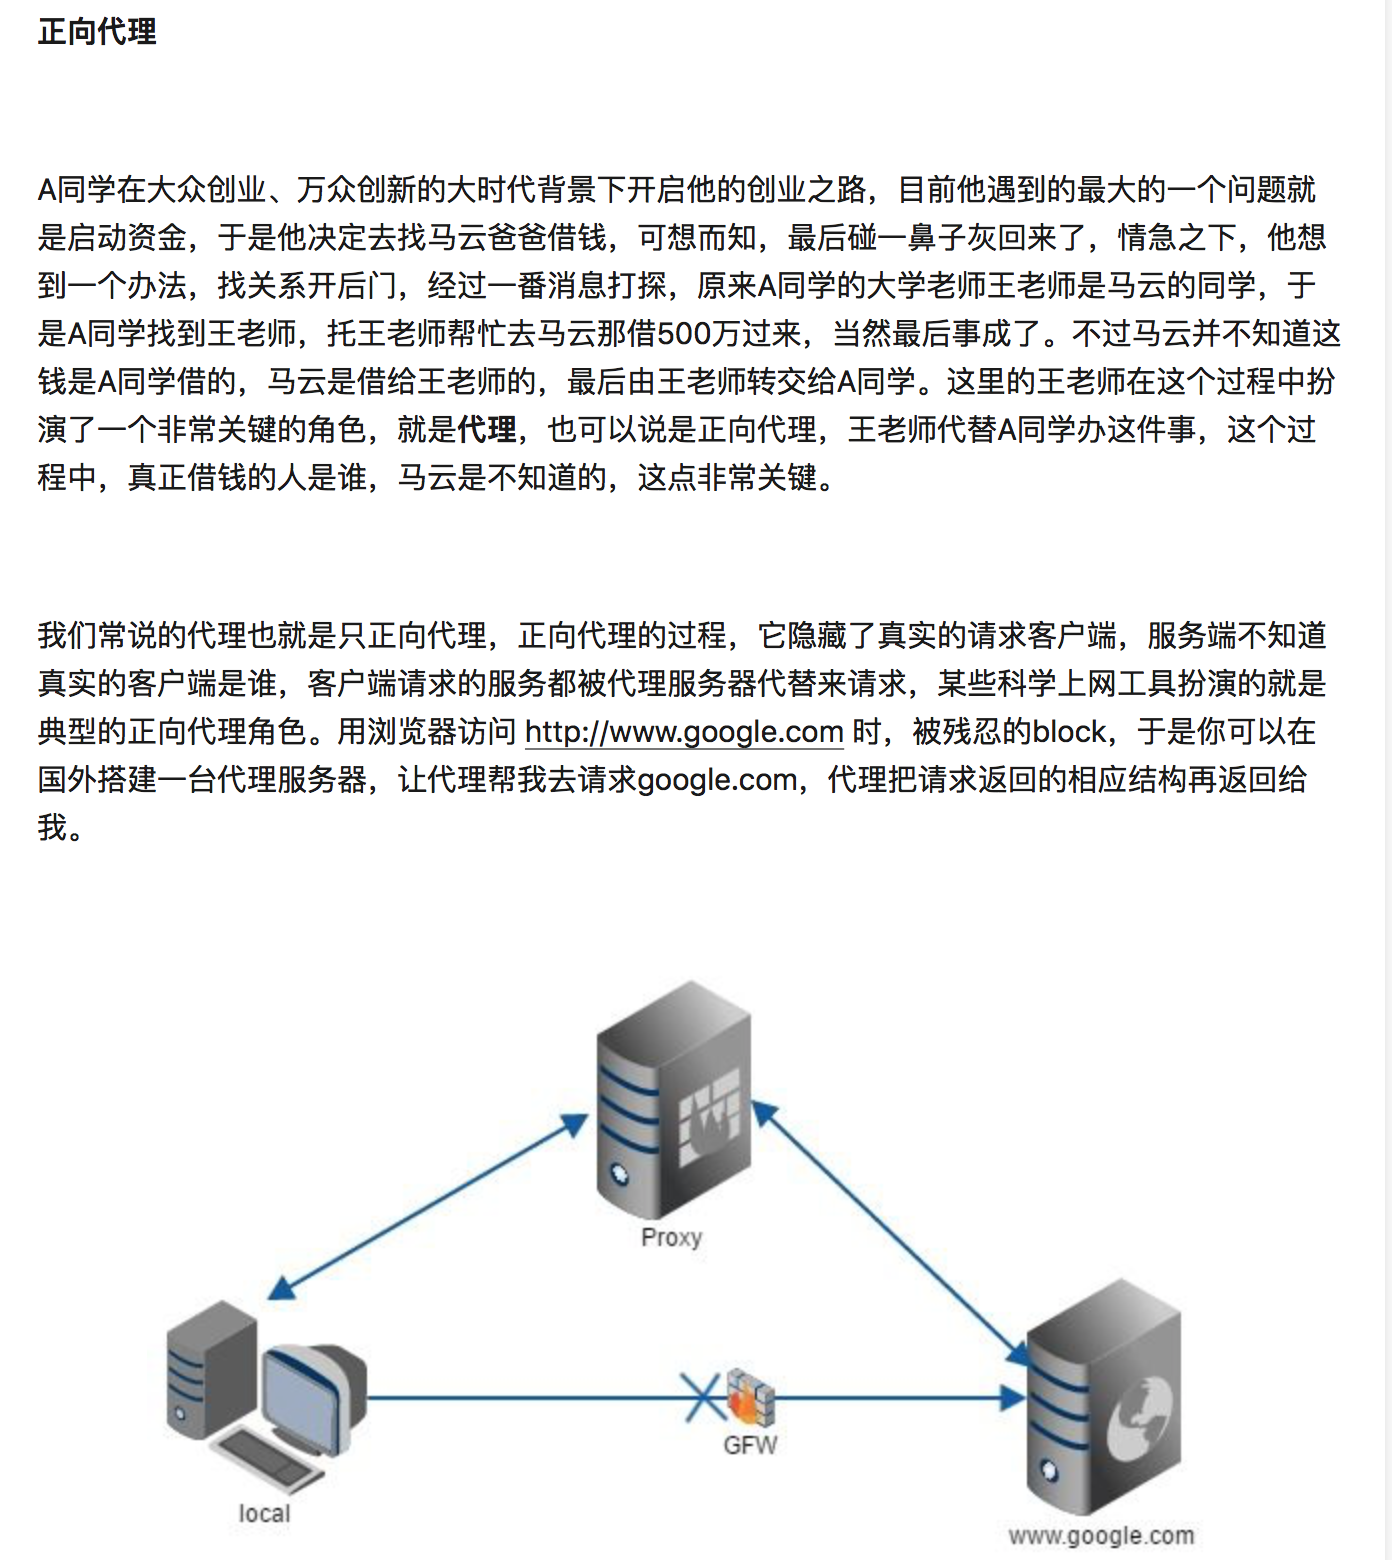 正向代理
A同学在大众创业、万众创新的大时代背景下开启他的创业之路，目前他遇到的最大的一个问题就
是启动资金，于是他决定去找马云爸爸借钱，可想而知，最后碰一鼻子灰回来了，情急之下，他想
到一个办法，找关系开后门，经过一番消息打探，原来A同学的大学老师王老师是马云的同学，于
是A同学找到王老师，托王老师帮忙去马云那借500万过来，当然最后事成了。不过马云并不知道这
钱是A同学借的，马云是借给王老师的，最后由王老师转交给A同学。这里的王老师在这个过程中扮
演了一个非常关键的角色，就是代理，也可以说是正向代理，王老师代替A同学办这件事，这个过
程中，真正借钱的人是谁，马云是不知道的，这点非常关键。
我们常说的代理也就是只正向代理，正向代理的过程，它隐藏了真实的请求客户端，服务端不知道
真实的客户端是谁，客户端请求的服务都被代理服务器代替来请求，某些科学上网工具扮演的就是
典型的正向代理角色。用浏览器访问 http://www.google.com 时，被残忍的block，于是你可以在
国外搭建一台代理服务器，让代理帮我去请求google.com，代理把请求返回的相应结构再返回给
我。
Proxy
GFW
local
www.google.com